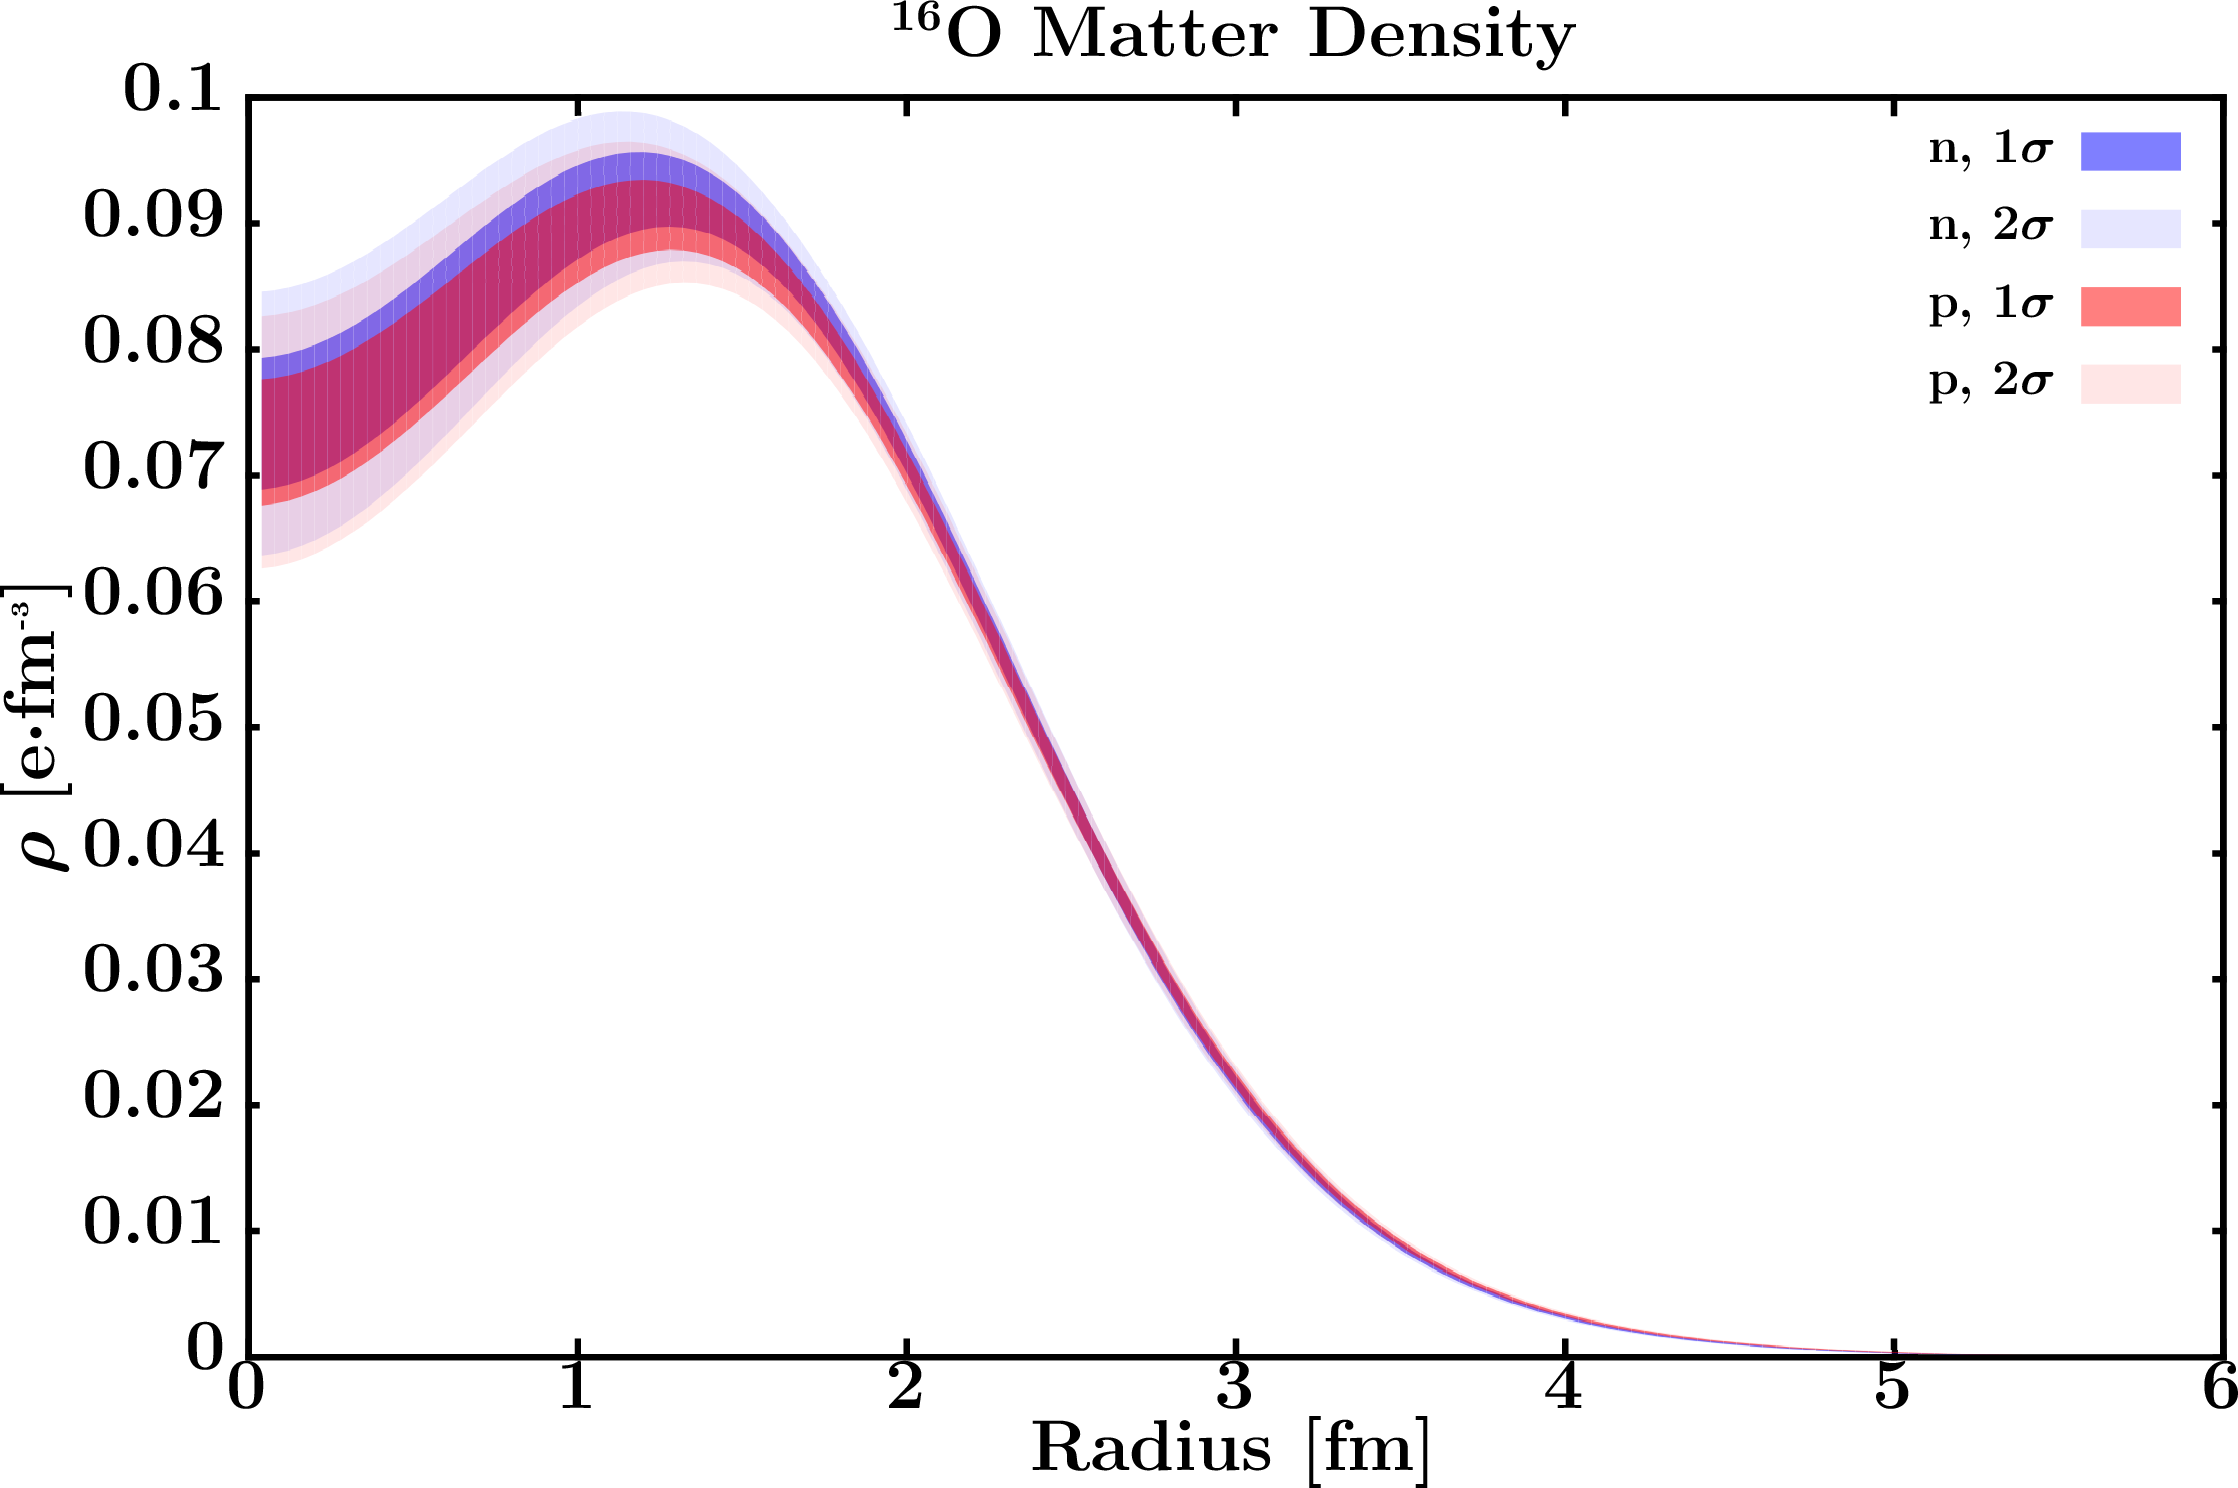 ¹⁶O Matter Density
0.1
0.09
0.08
0.07
0.06
0.05
0.04
0.03
0.02
0.01
0
ρ [e·fm⁻³]
n, 1σ
n, 2σ
p, 1σ
p, 2σ
0 1 2 3 4 5 6
Radius [fm]